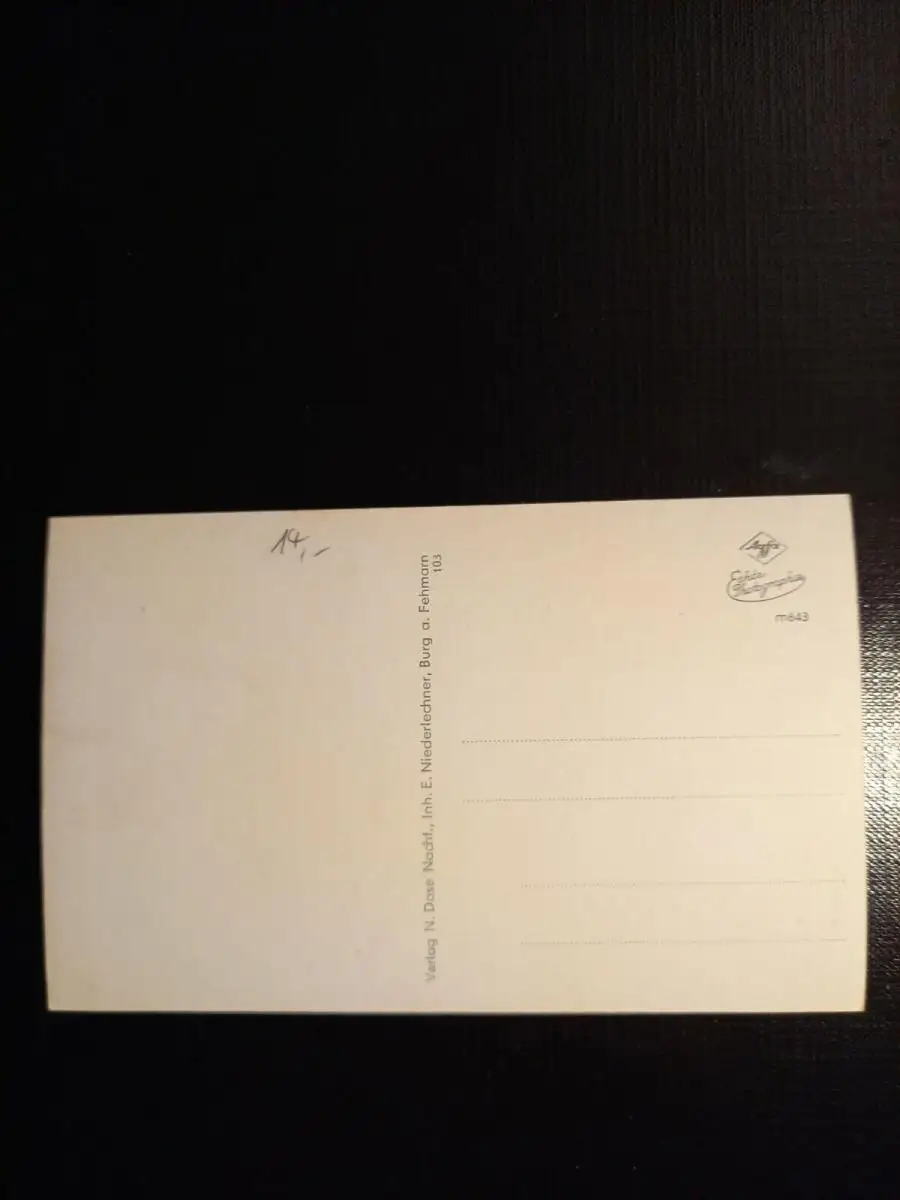 14,-
Verlag N. Dose Nachf., Inh. E. Niederlechner, Burg a. Fehmarn
103
Agfa
Echte
Photographie
m643